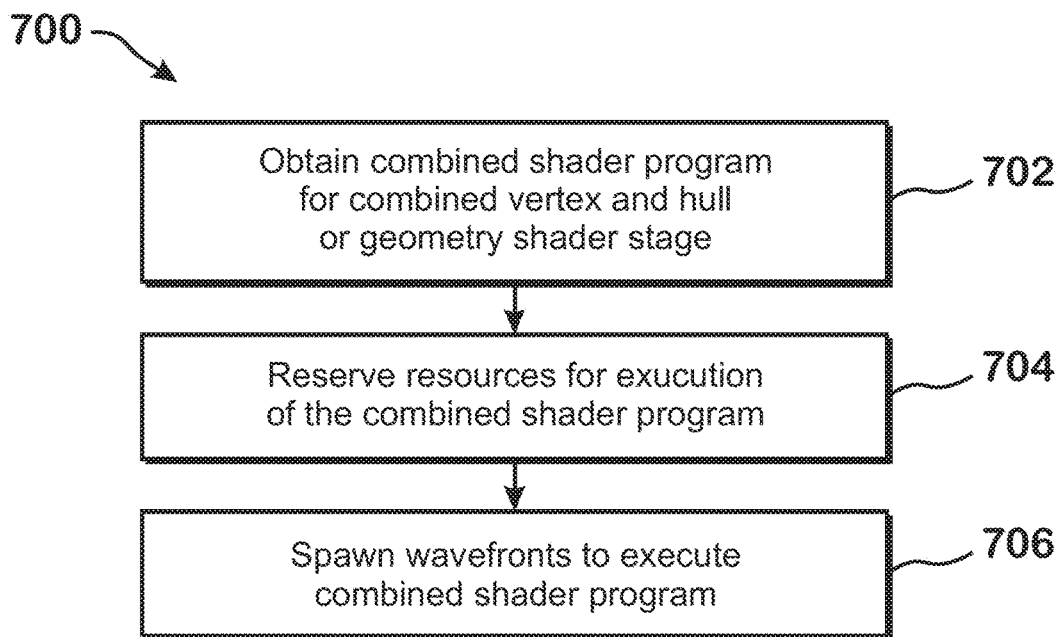 700
Obtain combined shader program
for combined vertex and hull
or geometry shader stage
702
Reserve resources for exucution
of the combined shader program
704
Spawn wavefronts to execute
combined shader program
706